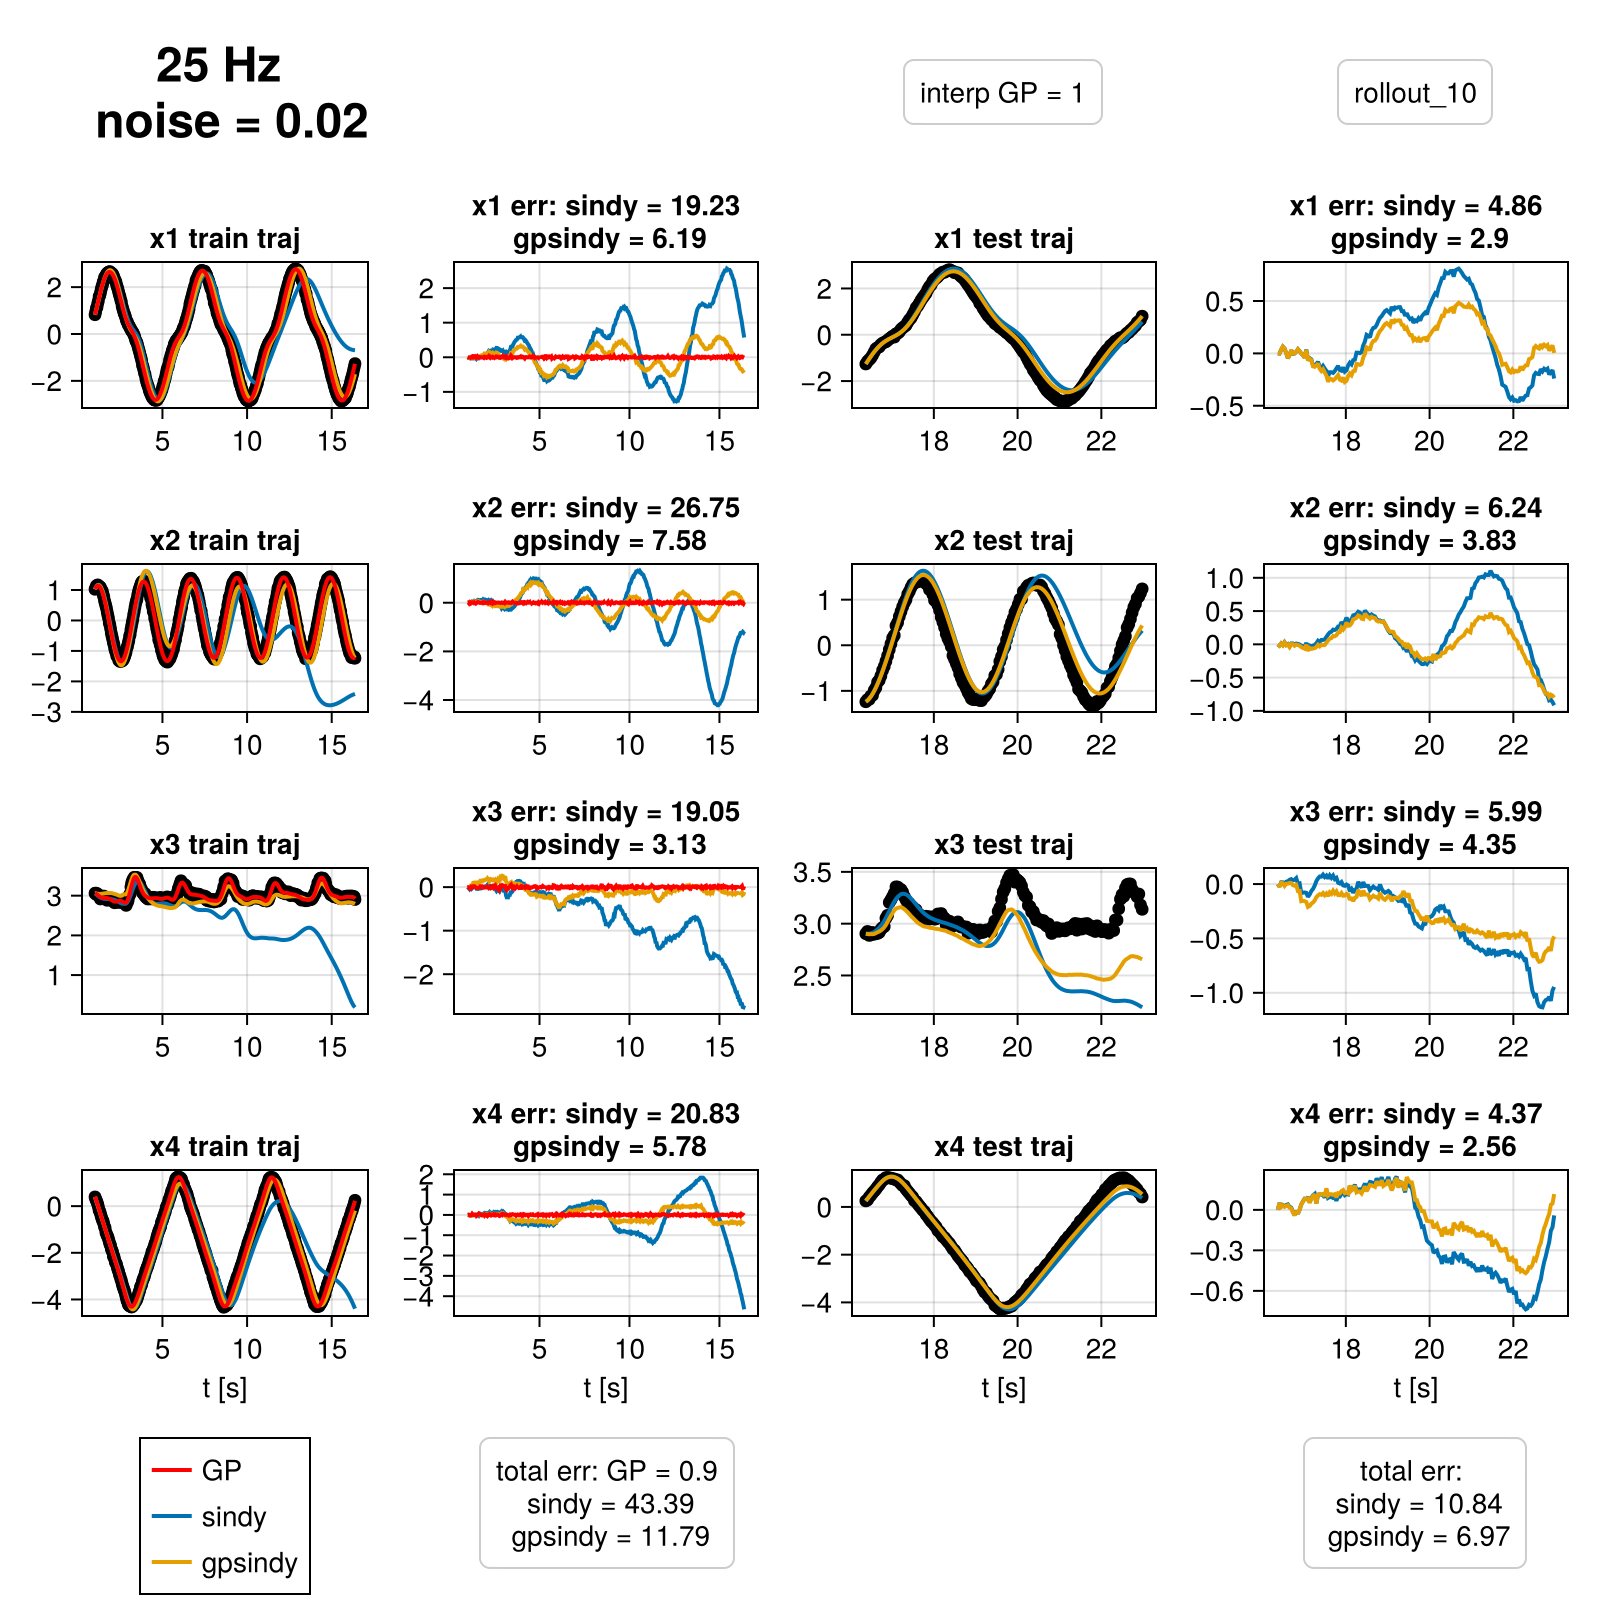 25 Hz
noise = 0.02
interp GP = 1
rollout_10
x1 train traj
2
0
−2
5
10
15
x1 err: sindy = 19.23
gpsindy = 6.19
2
1
0
−1
5
10
15
x1 test traj
2
0
−2
18
20
22
x1 err: sindy = 4.86
gpsindy = 2.9
0.5
0.0
−0.5
18
20
22
x2 train traj
1
0
−1
−2
−3
5
10
15
x2 err: sindy = 26.75
gpsindy = 7.58
0
−2
−4
5
10
15
x2 test traj
1
0
−1
18
20
22
x2 err: sindy = 6.24
gpsindy = 3.83
1.0
0.5
0.0
−0.5
−1.0
18
20
22
x3 train traj
3
2
1
5
10
15
x3 err: sindy = 19.05
gpsindy = 3.13
0
−1
−2
5
10
15
x3 test traj
3.5
3.0
2.5
18
20
22
x3 err: sindy = 5.99
gpsindy = 4.35
0.0
−0.5
−1.0
18
20
22
x4 train traj
0
−2
−4
5
10
15
t [s]
x4 err: sindy = 20.83
gpsindy = 5.78
2
1
0
−1
−2
−3
−4
5
10
15
t [s]
x4 test traj
0
−2
−4
18
20
22
t [s]
x4 err: sindy = 4.37
gpsindy = 2.56
0.0
−0.3
−0.6
18
20
22
t [s]
GP
sindy
gpsindy
total err: GP = 0.9
sindy = 43.39
gpsindy = 11.79
total err:
sindy = 10.84
gpsindy = 6.97